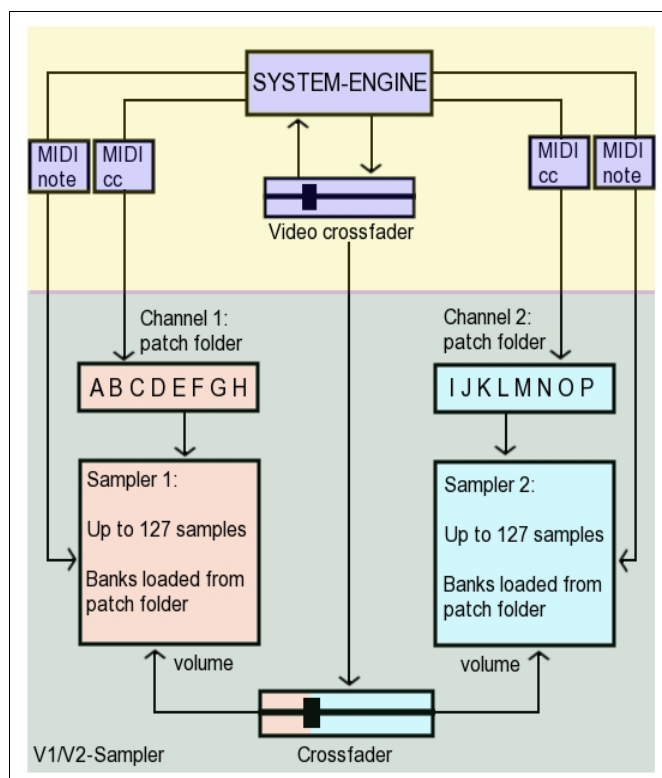 SYSTEM-ENGINE
MIDI
note
MIDI
cc
MIDI
cc
MIDI
note
Video crossfader
Channel 1:
patch folder
Channel 2:
patch folder
A B C D E F G H
I J K L M N O P
Sampler 1:
Up to 127 samples
Banks loaded from
patch folder
Sampler 2:
Up to 127 samples
Banks loaded from
patch folder
volume
volume
V1/V2-Sampler
Crossfader